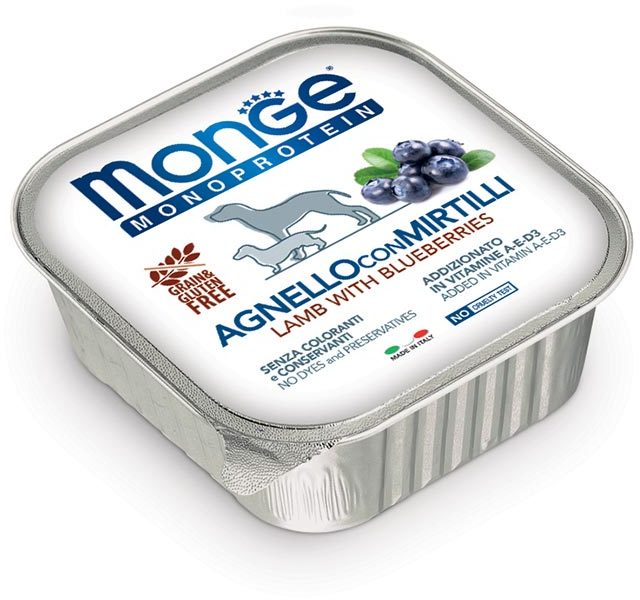 monGe®
MONOPROTEIN
GRAIN&
GLUTEN
FREE
AGNELLOconMIRTILLI
LAMB WITH BLUEBERRIES
SENZA COLORANTI
e CONSERVANTI
NO DYES and PRESERVATIVES
ADDIZIONATO
IN VITAMINE A-E-D3
ADDED IN VITAMIN A-E-D3
MADE IN ITALY
NO CRUELTY TEST